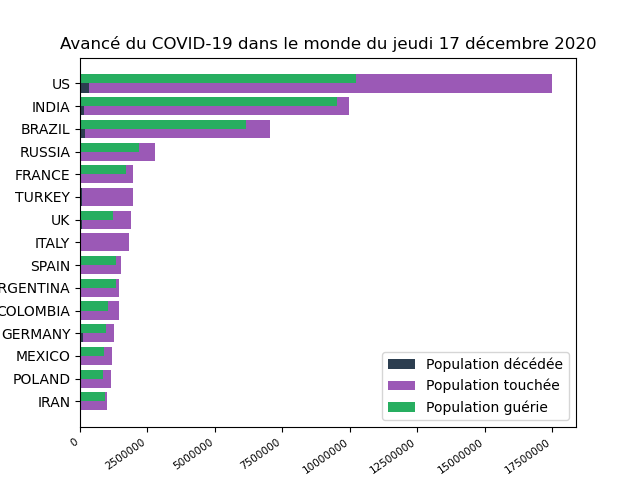 Avancé du COVID-19 dans le monde du jeudi 17 décembre 2020
US
INDIA
BRAZIL
RUSSIA
FRANCE
TURKEY
UK
ITALY
SPAIN
RGENTINA
COLOMBIA
GERMANY
MEXICO
POLAND
IRAN
Population décédée
Population touchée
Population guérie
0
2500000
5000000
7500000
10000000
12500000
15000000
17500000